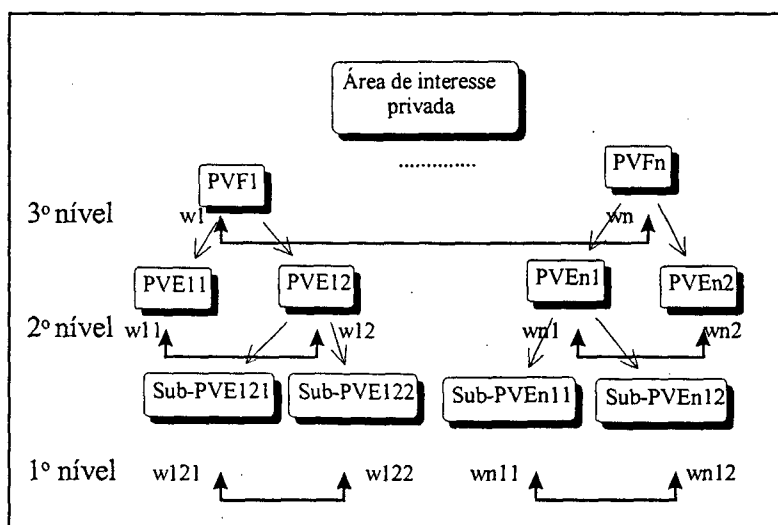 Área de interesse
privada
..............
PVF1
PVFn
3º nível
w1
wn
PVE11
PVE12
PVEn1
PVEn2
2º nível
w11
w12
wn1
wn2
Sub-PVE121
Sub-PVE122
Sub-PVEn11
Sub-PVEn12
1º nível
w121
w122
wn11
wn12